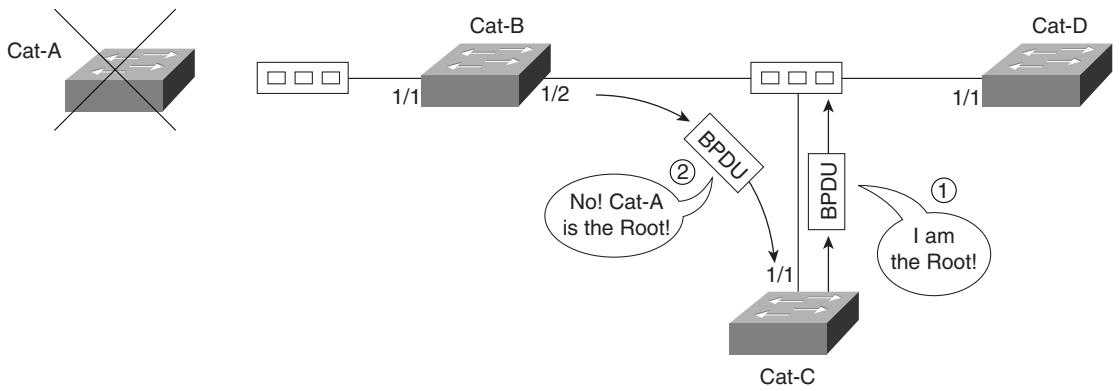 Cat-A
Cat-B
Cat-D
1/1
1/2
1/1
BPDU
2
No! Cat-A
is the Root!
BPDU
1
I am
the Root!
1/1
Cat-C